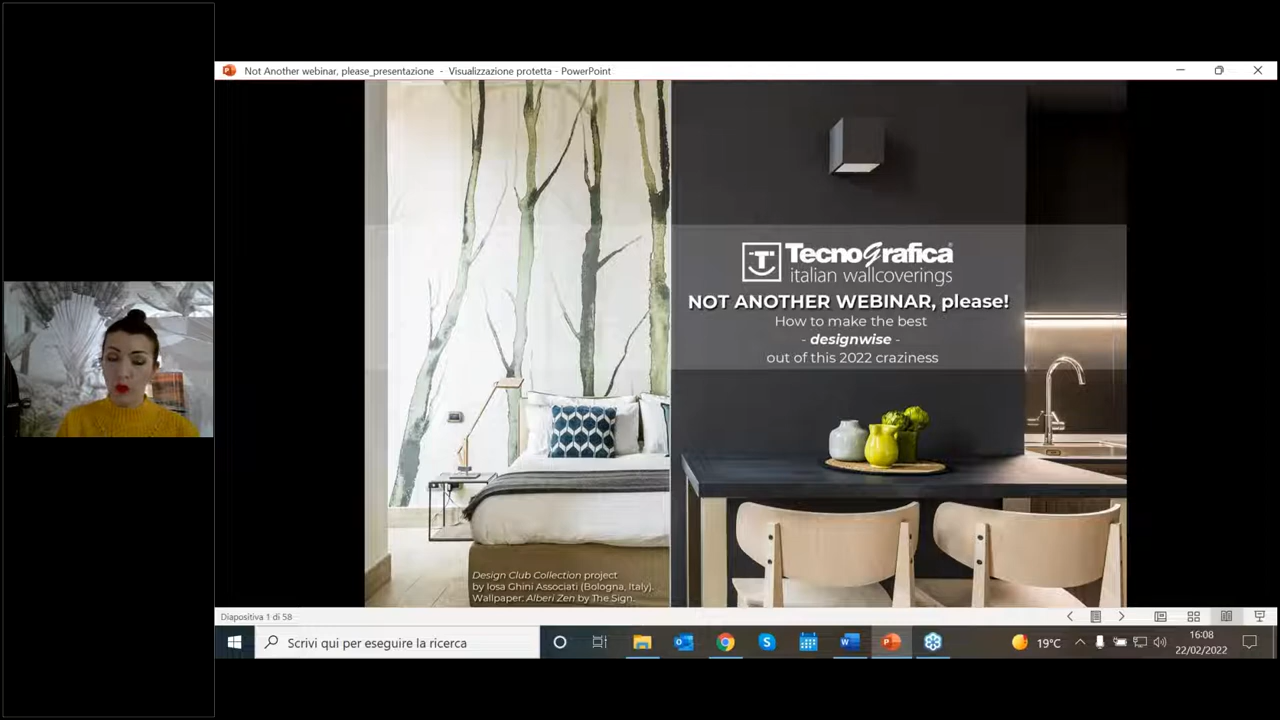 Not Another webinar, please_presentazione - Visualizzazione protetta - PowerPoint
TecnoGrafica®
italian wallcoverings
NOT ANOTHER WEBINAR, please!
How to make the best
- designwise -
out of this 2022 craziness
Design Club Collection project
by Iosa Ghini Associati (Bologna, Italy).
Wallpaper: Alberi Zen by The Sign.
Diapositiva 1 di 58
Scrivi qui per eseguire la ricerca
19°C
16:08
22/02/2022